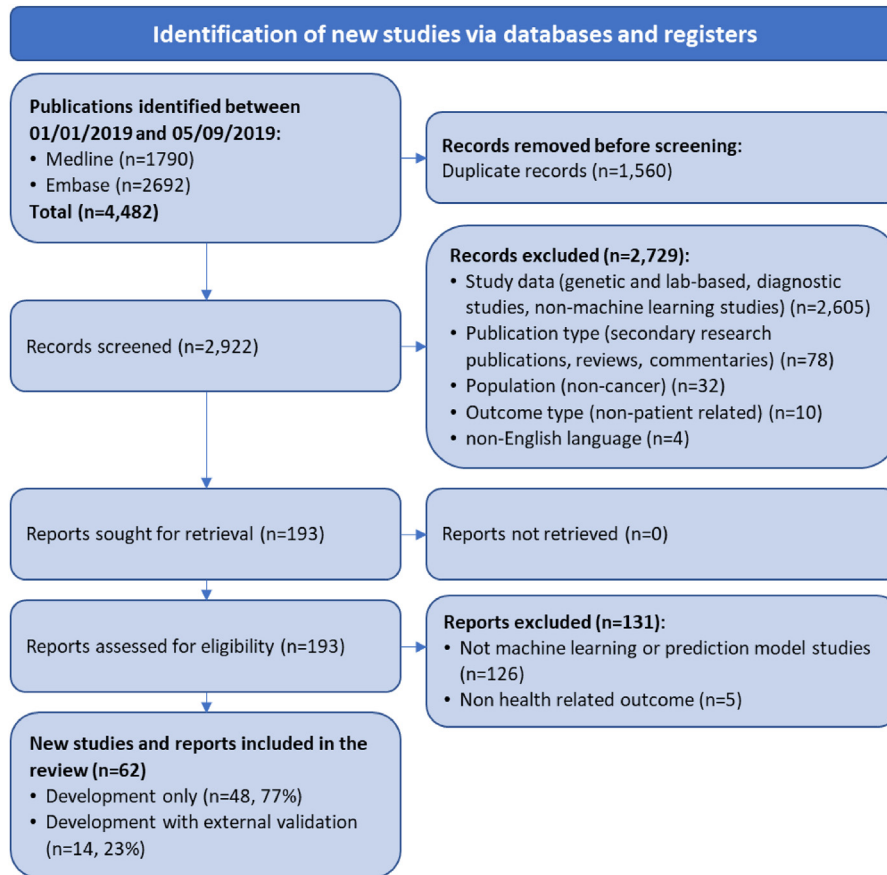 Identification of new studies via databases and registers
Publications identified between
01/01/2019 and 05/09/2019:
• Medline (n=1790)
• Embase (n=2692)
Total (n=4,482)
Records removed before screening:
Duplicate records (n=1,560)
Records screened (n=2,922)
Records excluded (n=2,729):
• Study data (genetic and lab-based, diagnostic
studies, non-machine learning studies) (n=2,605)
• Publication type (secondary research
publications, reviews, commentaries) (n=78)
• Population (non-cancer) (n=32)
• Outcome type (non-patient related) (n=10)
• non-English language (n=4)
Reports sought for retrieval (n=193)
Reports not retrieved (n=0)
Reports assessed for eligibility (n=193)
Reports excluded (n=131):
• Not machine learning or prediction model studies
(n=126)
• Non health related outcome (n=5)
New studies and reports included in the
review (n=62)
• Development only (n=48, 77%)
• Development with external validation
(n=14, 23%)